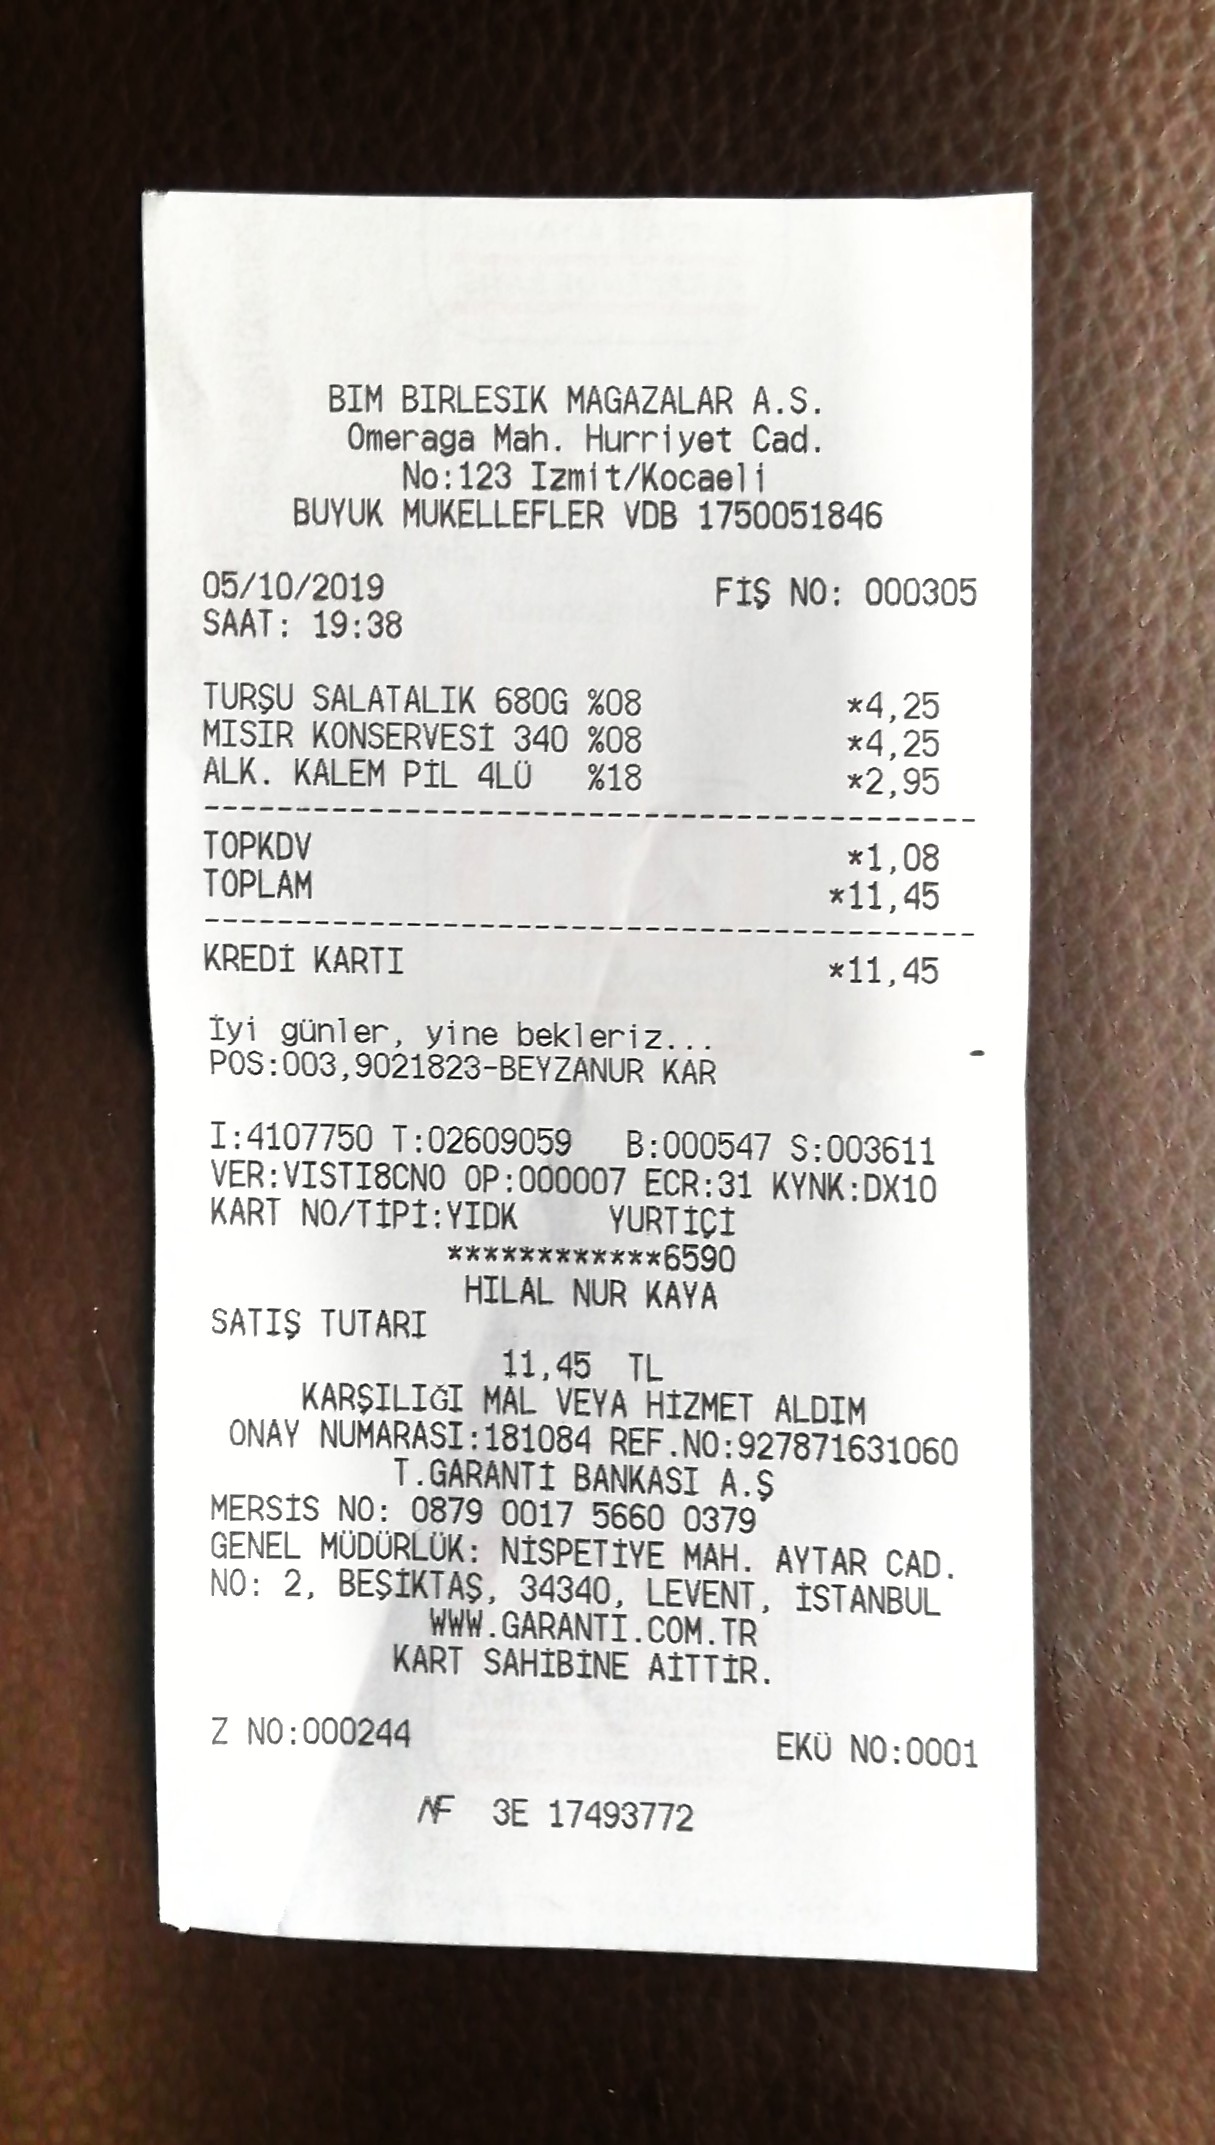 BIM BIRLESIK MAGAZALAR A.S.
Omeraga Mah. Hurriyet Cad.
No:123 Izmit/Kocaeli
BUYUK MUKELLEFLER VDB 1750051846
05/10/2019 FİŞ NO: 000305
SAAT: 19:38
TURŞU SALATALIK 680G %08 *4,25
MISIR KONSERVESİ 340 %08 *4,25
ALK. KALEM PİL 4LÜ %18 *2,95
TOPKDV *1,08
TOPLAM *11,45
KREDİ KARTI *11,45
İyi günler, yine bekleriz...
POS:003,9021823-BEYZANUR KAR
I:4107750 T:02609059 B:000547 S:003611
VER:VISTI8CNO OP:000007 ECR:31 KYNK:DX10
KART NO/TİPİ:YIDK YURTİÇİ
************6590
HILAL NUR KAYA
SATIŞ TUTARI
11,45 TL
KARŞILIĞI MAL VEYA HİZMET ALDIM
ONAY NUMARASI:181084 REF.NO:927871631060
T.GARANTİ BANKASI A.Ş
MERSİS NO: 0879 0017 5660 0379
GENEL MÜDÜRLÜK: NİSPETİYE MAH. AYTAR CAD.
NO: 2, BEŞİKTAŞ, 34340, LEVENT, İSTANBUL
WWW.GARANTI.COM.TR
KART SAHİBİNE AİTTİR.
Z NO:000244 EKÜ NO:0001
MF 3E 17493772